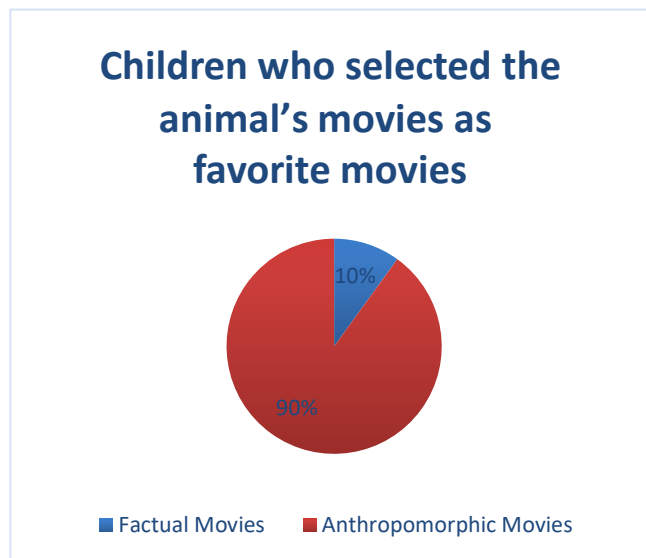 Children who selected the
animal’s movies as
favorite movies
10%
90%
Factual Movies Anthropomorphic Movies